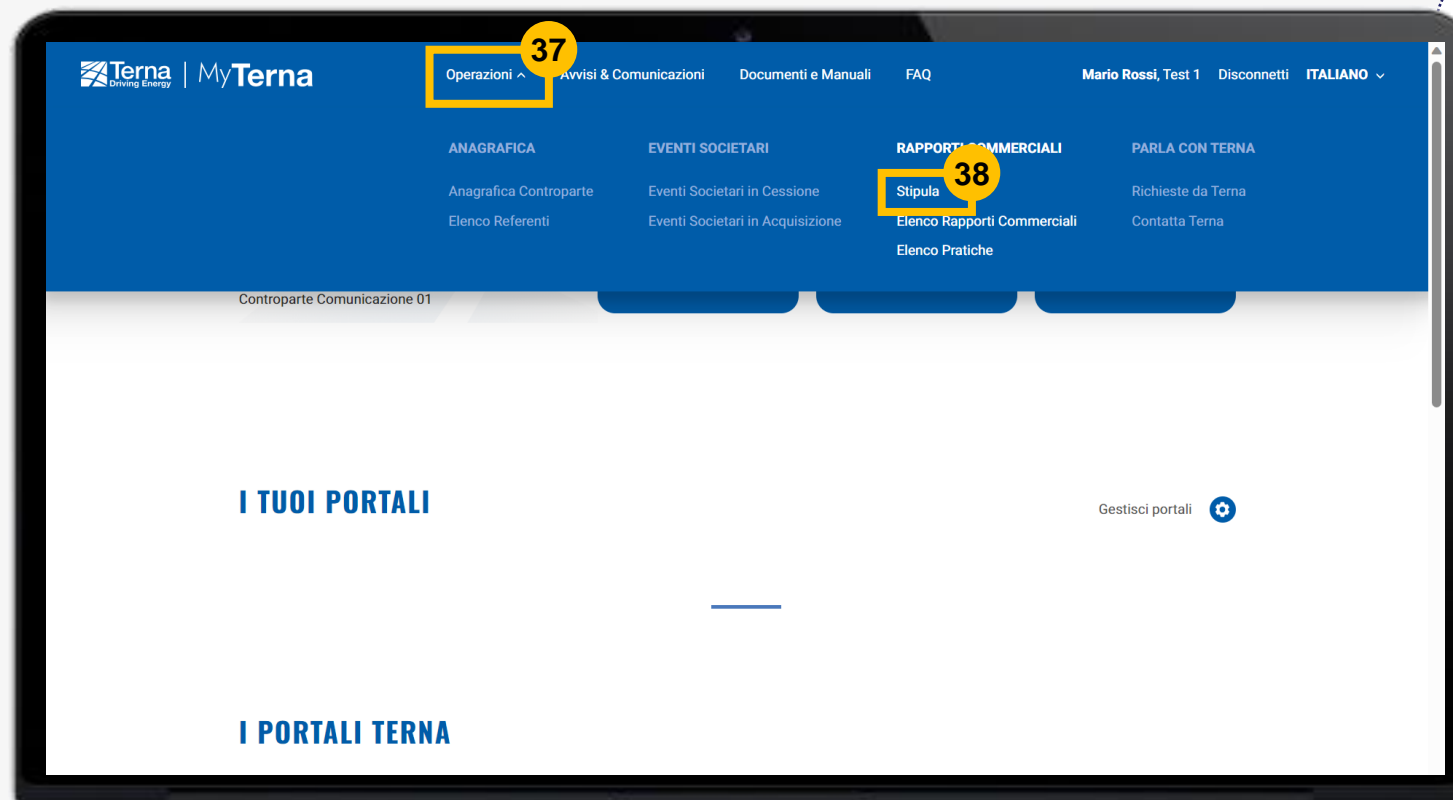 37
Terna
Driving Energy
MyTerna
Operazioni
Avvisi & Comunicazioni
Documenti e Manuali
FAQ
Mario Rossi, Test 1
Disconnetti
ITALIANO
ANAGRAFICA
EVENTI SOCIETARI
RAPPORTI COMMERCIALI
PARLA CON TERNA
38
Anagrafica Controparte
Eventi Societari in Cessione
Stipula
Richieste da Terna
Elenco Referenti
Eventi Societari in Acquisizione
Elenco Rapporti Commerciali
Contatta Terna
Elenco Pratiche
Controparte Comunicazione 01
I TUOI PORTALI
Gestisci portali
I PORTALI TERNA